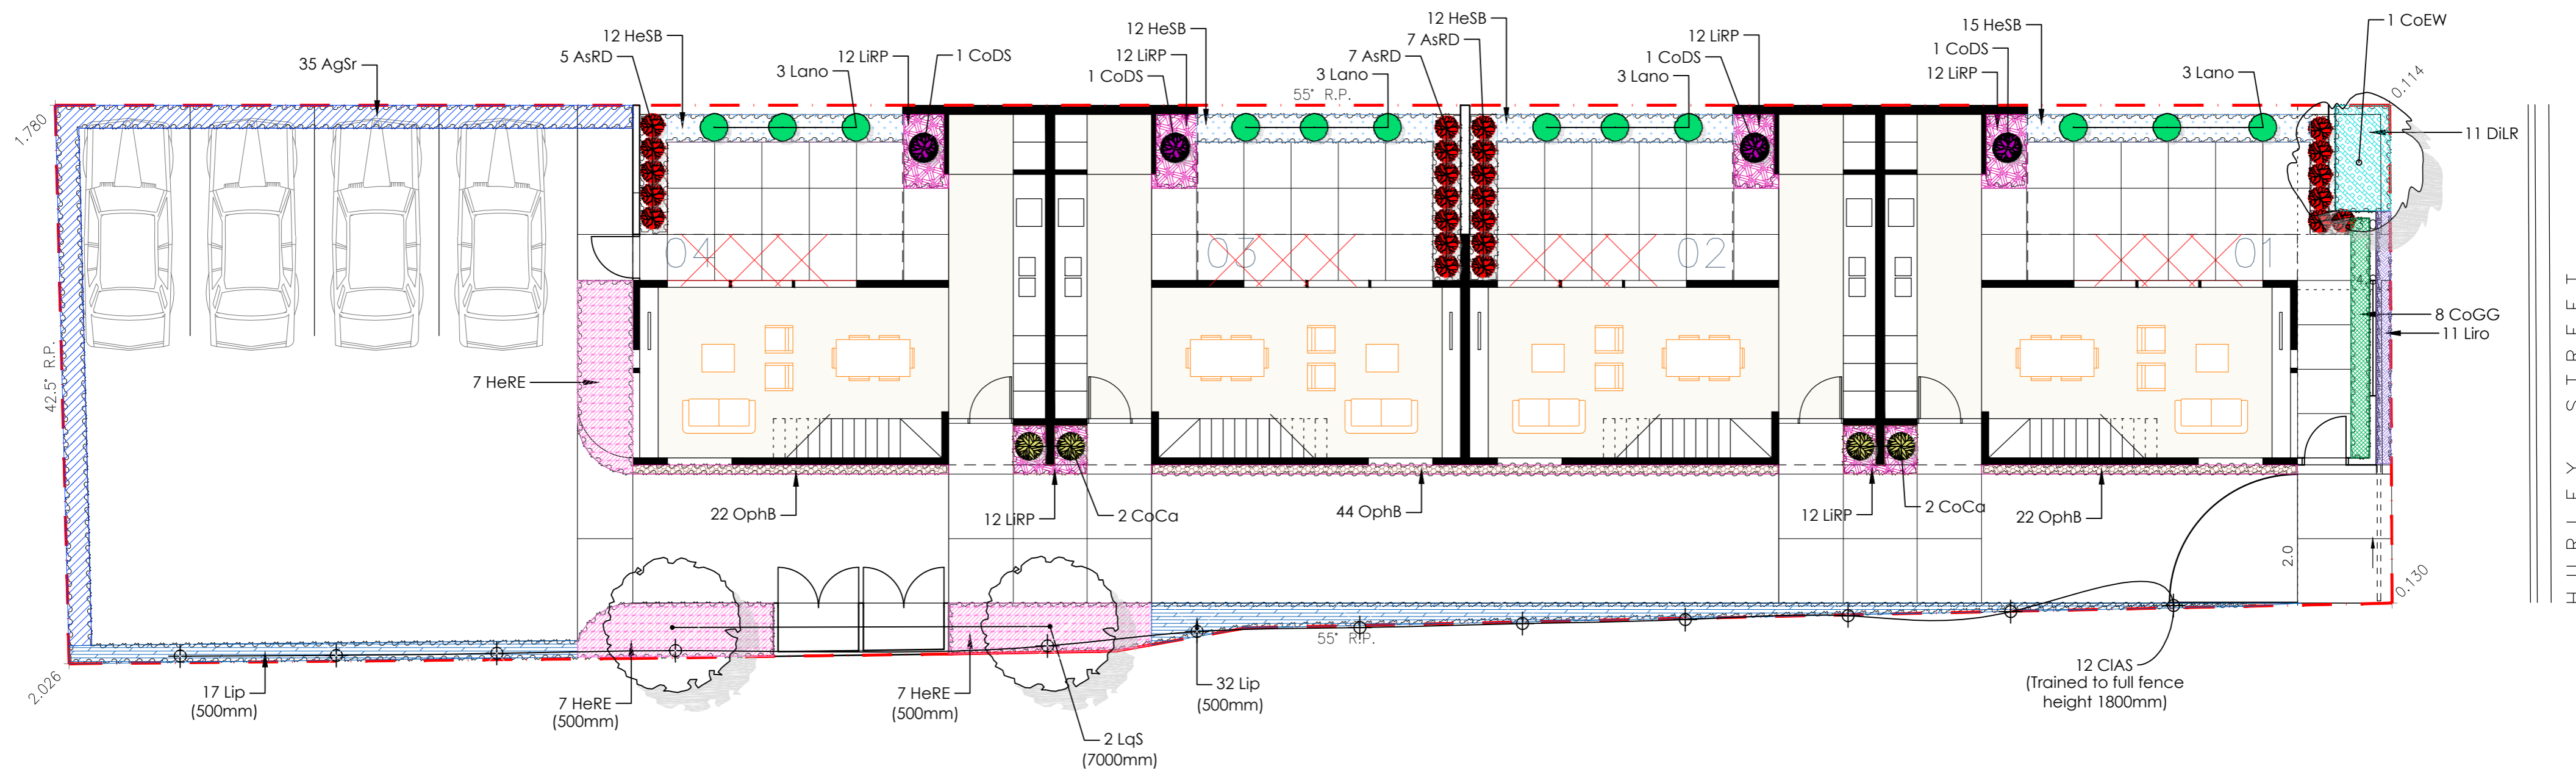 1 CoEW
12 HeSB
12 HeSB
12 HeSB
15 HeSB
5 AsRD
12 LiRP
1 CoDS
12 LiRP
7 AsRD
12 LiRP
1 CoDS
35 AgSr
3 Lano
1 CoDS
7 AsRD
3 Lano
1 CoDS
3 Lano
12 LiRP
3 Lano
0.114
55° R.P.
1.780
11 DiLR
04
03
02
01
8 CoGG
11 Liro
42.5° R.P.
7 HeRE
HURLEY STREET
22 OphB
12 LiRP
2 CoCa
44 OphB
12 LiRP
2 CoCa
22 OphB
2.0
0.130
55° R.P.
2.026
17 Lip
(500mm)
7 HeRE
(500mm)
7 HeRE
(500mm)
32 Lip
(500mm)
12 ClAS
(Trained to full fence
height 1800mm)
2 LqS
(7000mm)